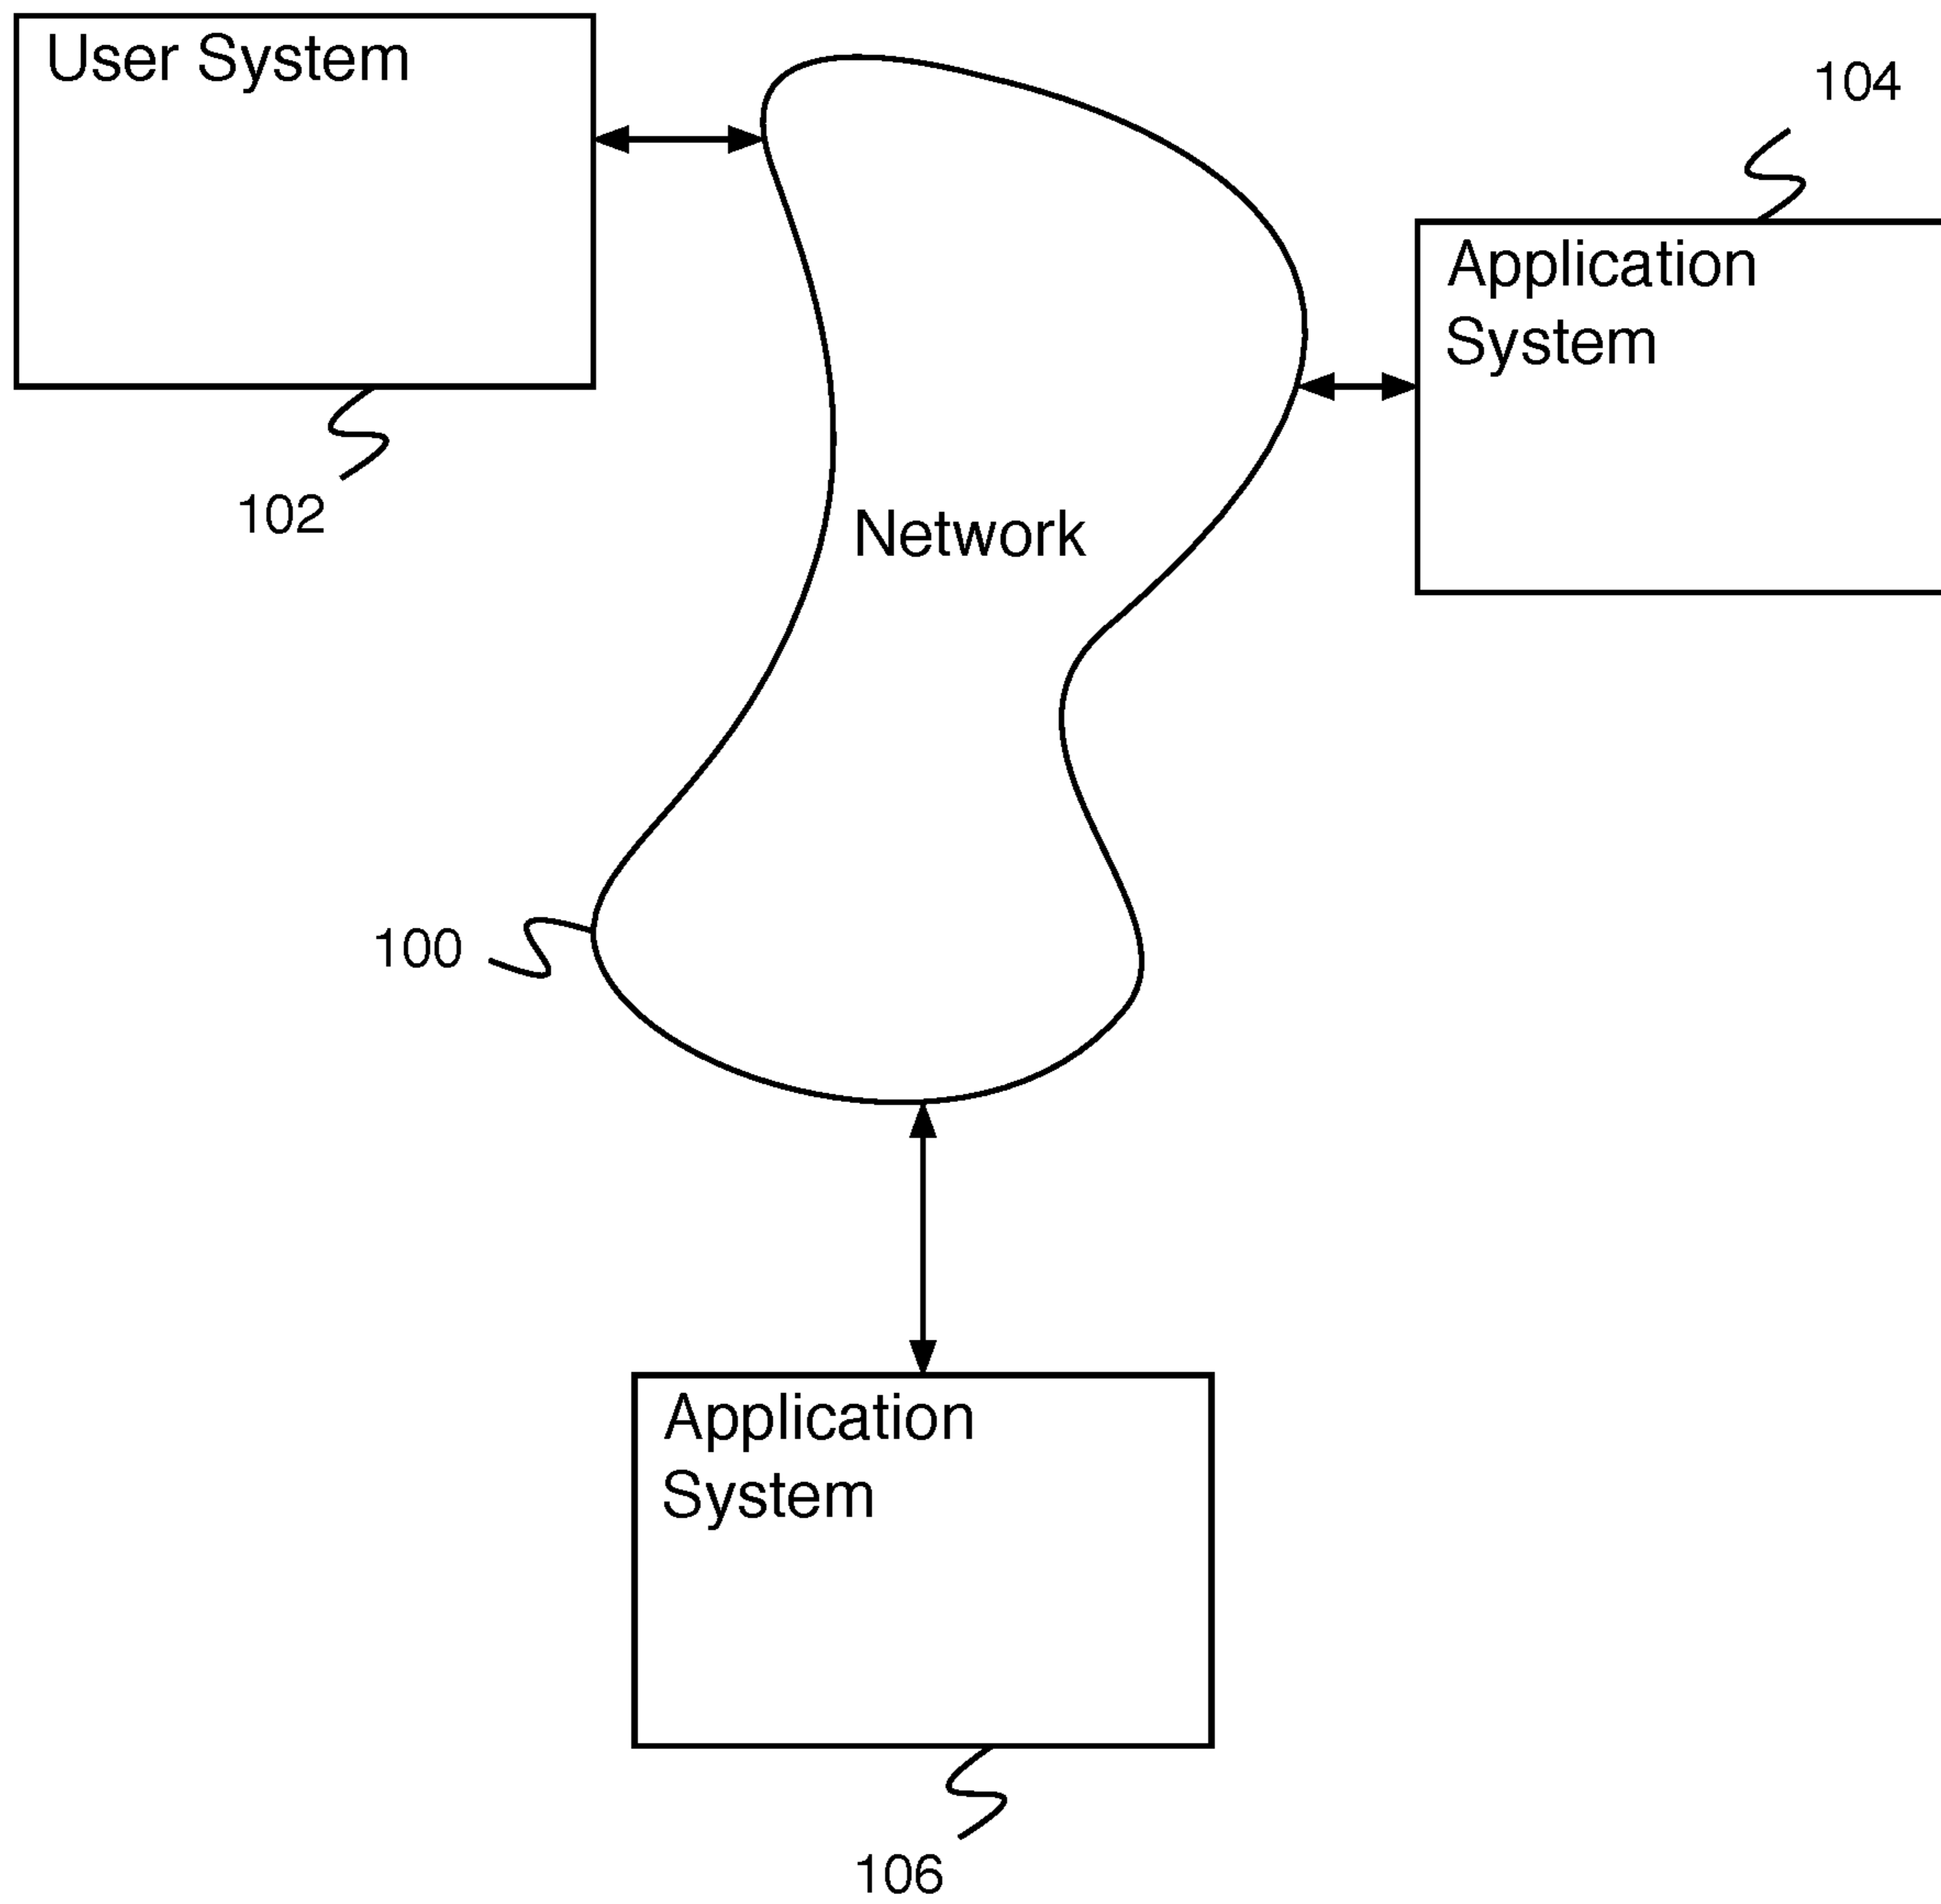 User System
104
Application
System
102
Network
100
Application
System
106